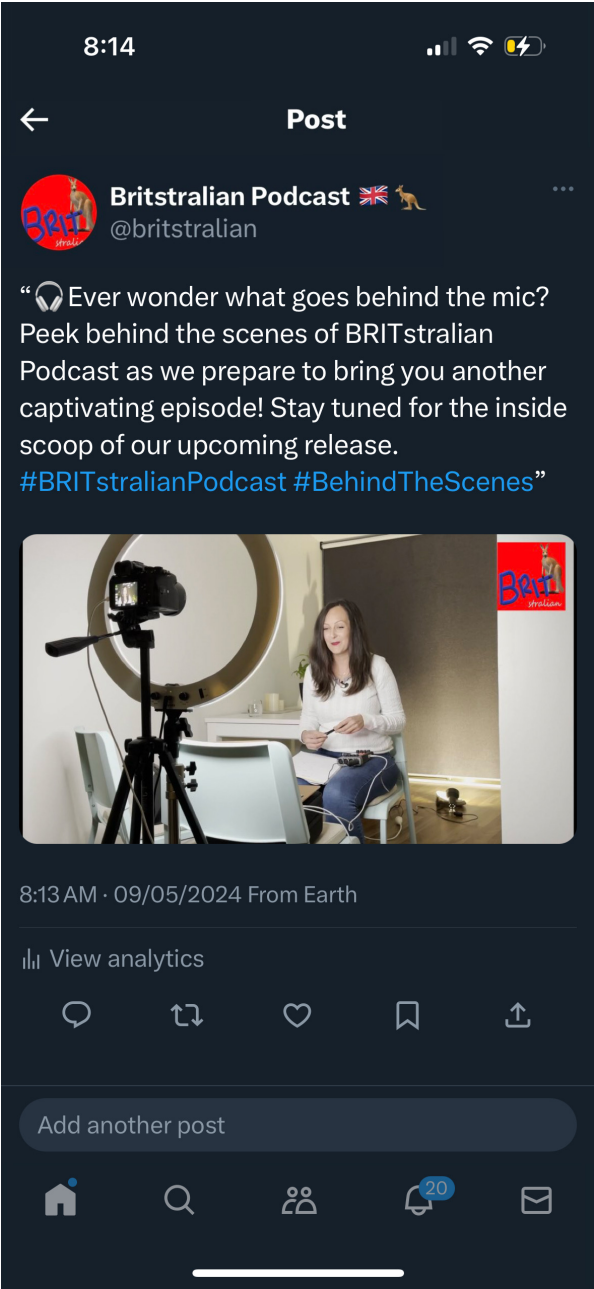 8:14
Post
Britstralian Podcast 🇬🇧🦘
@britstralian
“🎧Ever wonder what goes behind the mic?
Peek behind the scenes of BRITstralian
Podcast as we prepare to bring you another
captivating episode! Stay tuned for the inside
scoop of our upcoming release.
#BRITstralianPodcast #BehindTheScenes”
BRIT
stralian
8:13 AM · 09/05/2024 From Earth
View analytics
Add another post
20